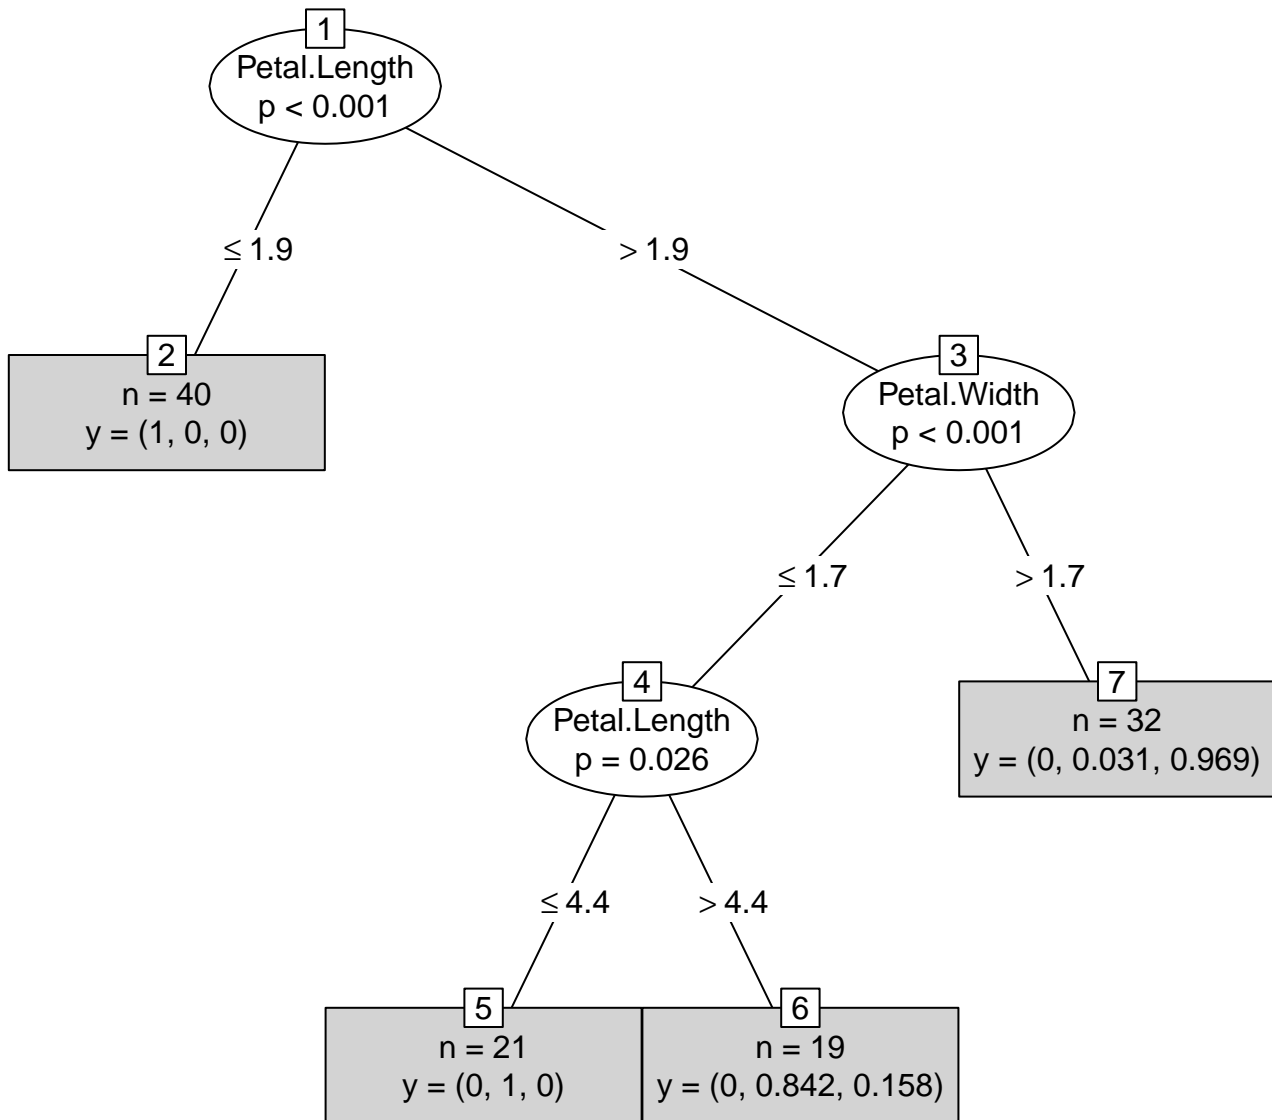 1
Petal.Length
p < 0.001
≤ 1.9
> 1.9
2
n = 40
y = (1, 0, 0)
3
Petal.Width
p < 0.001
≤ 1.7
> 1.7
4
Petal.Length
p = 0.026
7
n = 32
y = (0, 0.031, 0.969)
≤ 4.4
> 4.4
5
n = 21
y = (0, 1, 0)
6
n = 19
y = (0, 0.842, 0.158)